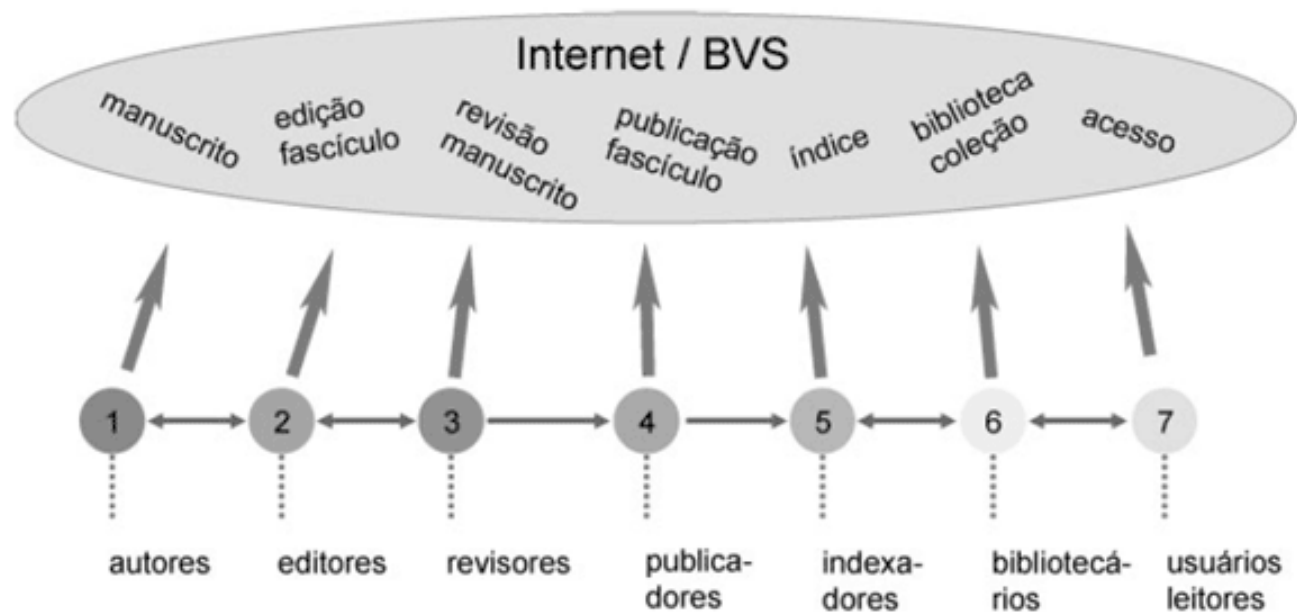 Internet / BVS
manuscrito
edição
fascículo
revisão
manuscrito
publicação
fascículo
índice
biblioteca
coleção
acesso
1
2
3
4
5
6
7
autores
editores
revisores
publica-
dores
indexa-
dores
bibliotecá-
rios
usuários
leitores